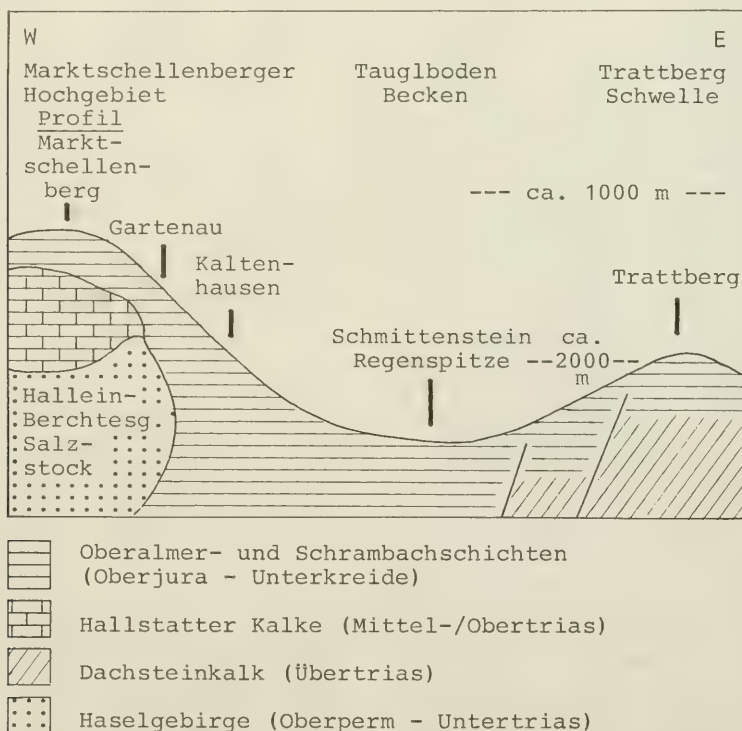 W
E
Marktschellenberger
Hochgebiet
Profil
Markt-
schellen-
berg
Tauglboden
Becken
Trattberg
Schwelle
--- ca. 1000 m ---
Gartenau
Kalten-
hausen
Trattberg
Schmittenstein
Regenspitze
ca.
--2000--
m
Hallein-
Berchtesg.
Salz-
stock
Oberalmer- und Schrambachschichten
(Oberjura - Unterkreide)
Hallstatter Kalke (Mittel-/Obertrias)
Dachsteinkalk (Übertrias)
Haselgebirge (Oberperm - Untertrias)